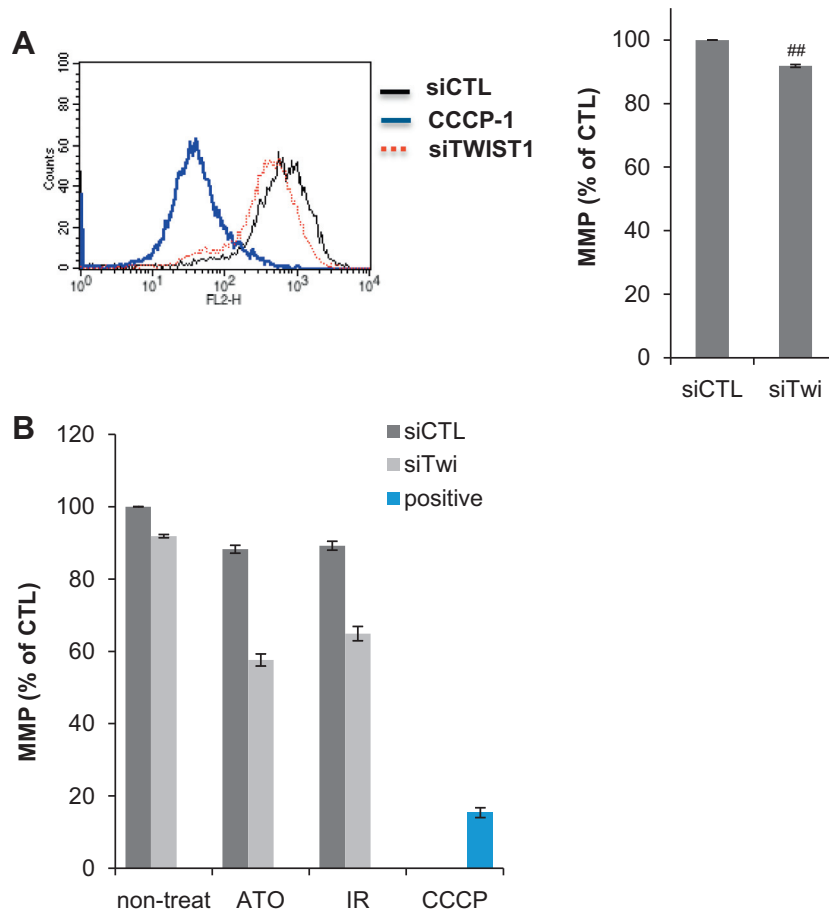 A
100
80
60
40
20
0
Counts
10^0
10^1
10^2
10^3
10^4
FL2-H
siCTL
CCCP-1
siTWIST1
100
80
60
40
20
0
MMP (% of CTL)
##
siCTL
siTwi
B
120
100
80
60
40
20
0
MMP (% of CTL)
siCTL
siTwi
positive
non-treat
ATO
IR
CCCP